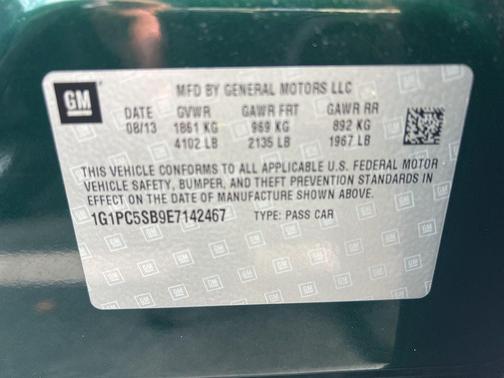 GM
MFD BY GENERAL MOTORS LLC
DATE GVWR GAWR FRT GAWR RR
08/13 1861 KG 969 KG 892 KG
4102 LB 2135 LB 1967 LB
THIS VEHICLE CONFORMS TO ALL APPLICABLE U.S. FEDERAL MOTOR
VEHICLE SAFETY, BUMPER, AND THEFT PREVENTION STANDARDS IN
EFFECT ON THE DATE OF MANUFACTURE SHOWN ABOVE.
1G1PC5SB9E7142467 TYPE: PASS CAR